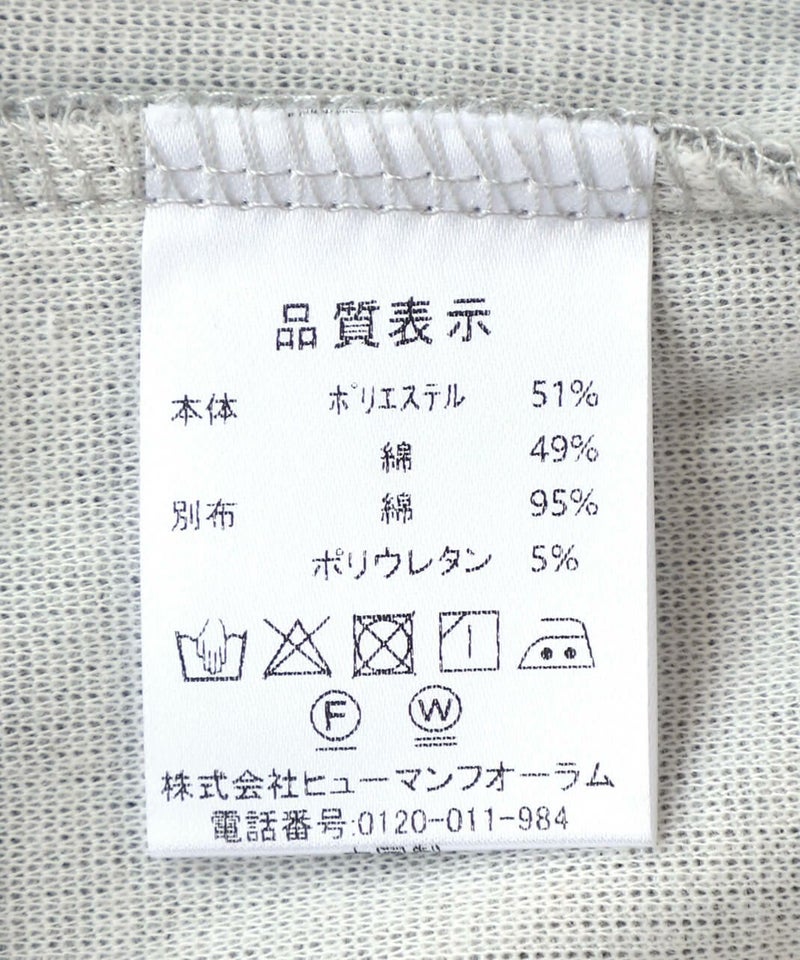 品質表示
本体 ポリエステル 51%
綿 49%
別布 綿 95%
ポリウレタン 5%
F W
株式会社ヒューマンフォーラム
電話番号:0120-011-984